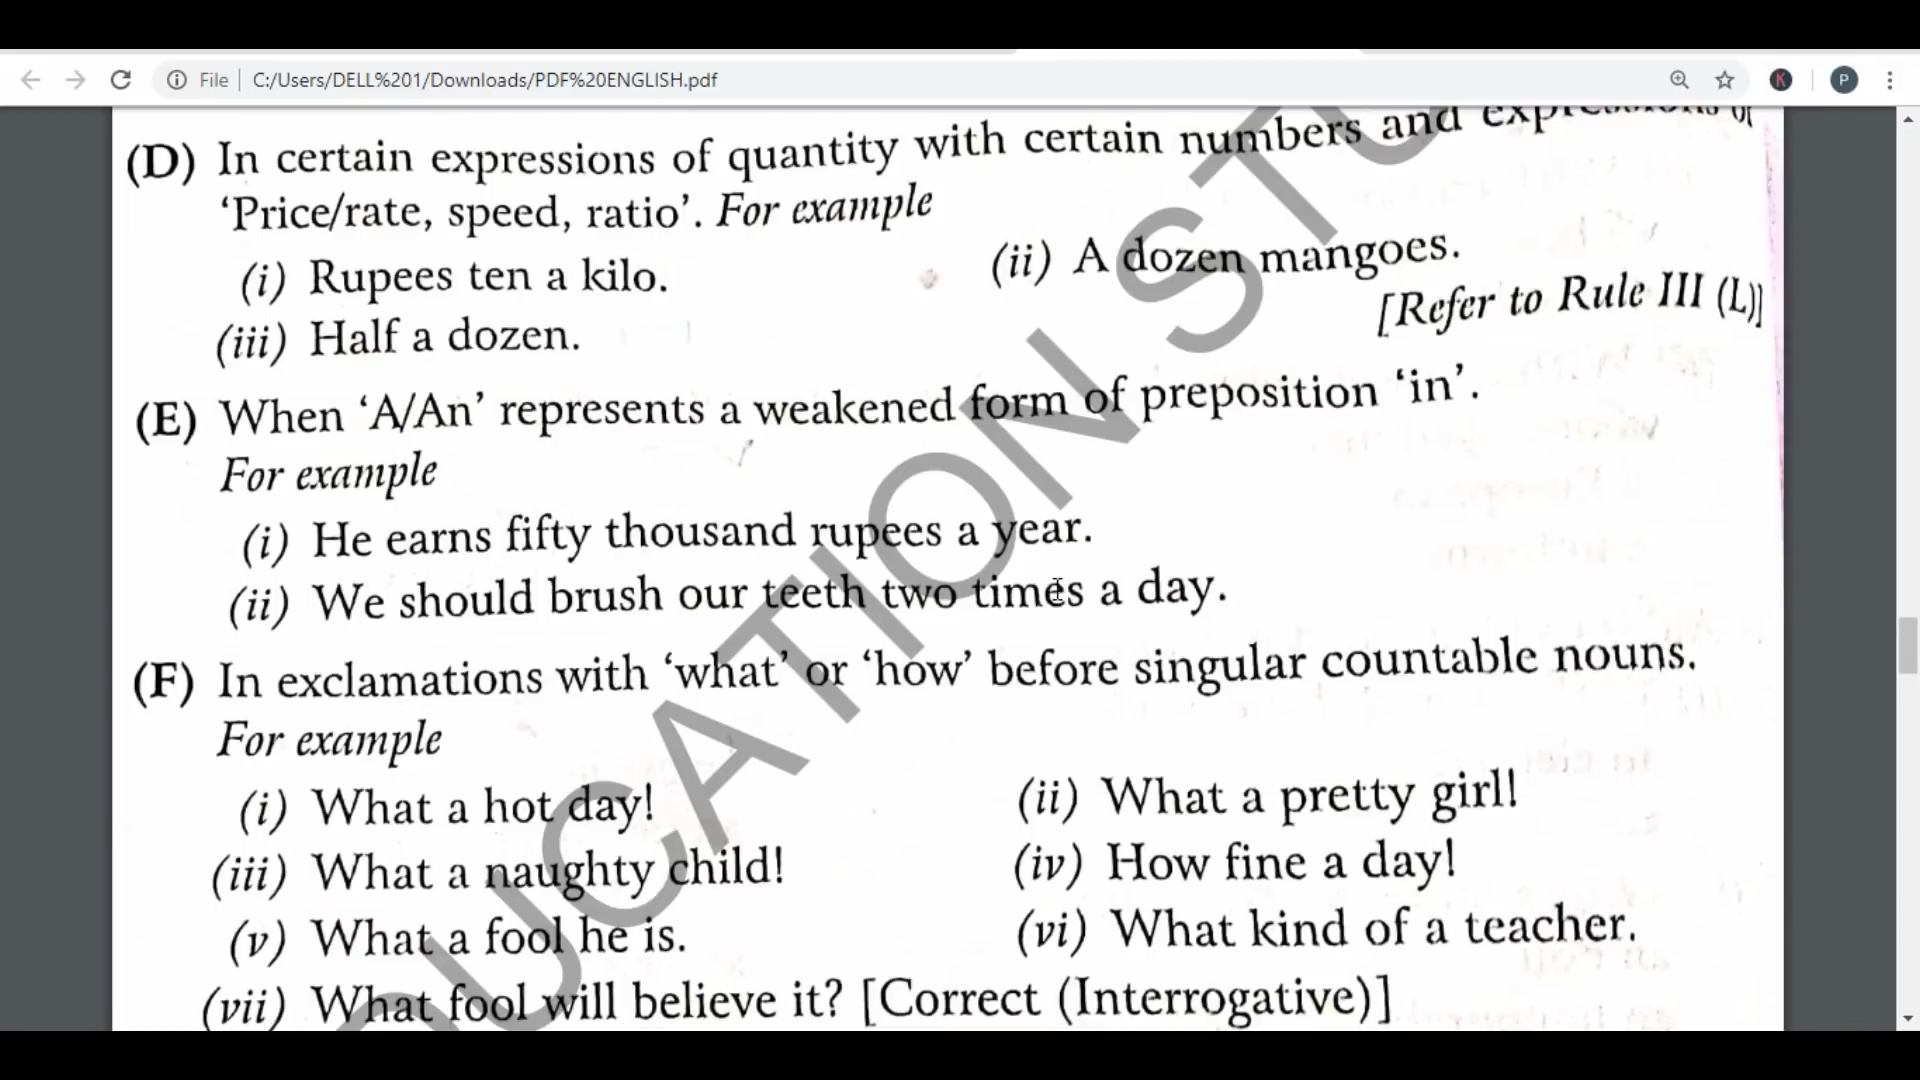 File | C:/Users/DELL%201/Downloads/PDF%20ENGLISH.pdf
K
P
(D) In certain expressions of quantity with certain numbers and expressions of
‘Price/rate, speed, ratio’. For example
(i) Rupees ten a kilo.
(ii) A dozen mangoes.
(iii) Half a dozen.
[Refer to Rule III (L)]
(E) When ‘A/An’ represents a weakened form of preposition ‘in’.
For example
(i) He earns fifty thousand rupees a year.
(ii) We should brush our teeth two times a day.
(F) In exclamations with ‘what’ or ‘how’ before singular countable nouns.
For example
(i) What a hot day!
(ii) What a pretty girl!
(iii) What a naughty child!
(iv) How fine a day!
(v) What a fool he is.
(vi) What kind of a teacher.
(vii) What fool will believe it? [Correct (Interrogative)]
UCATION STU